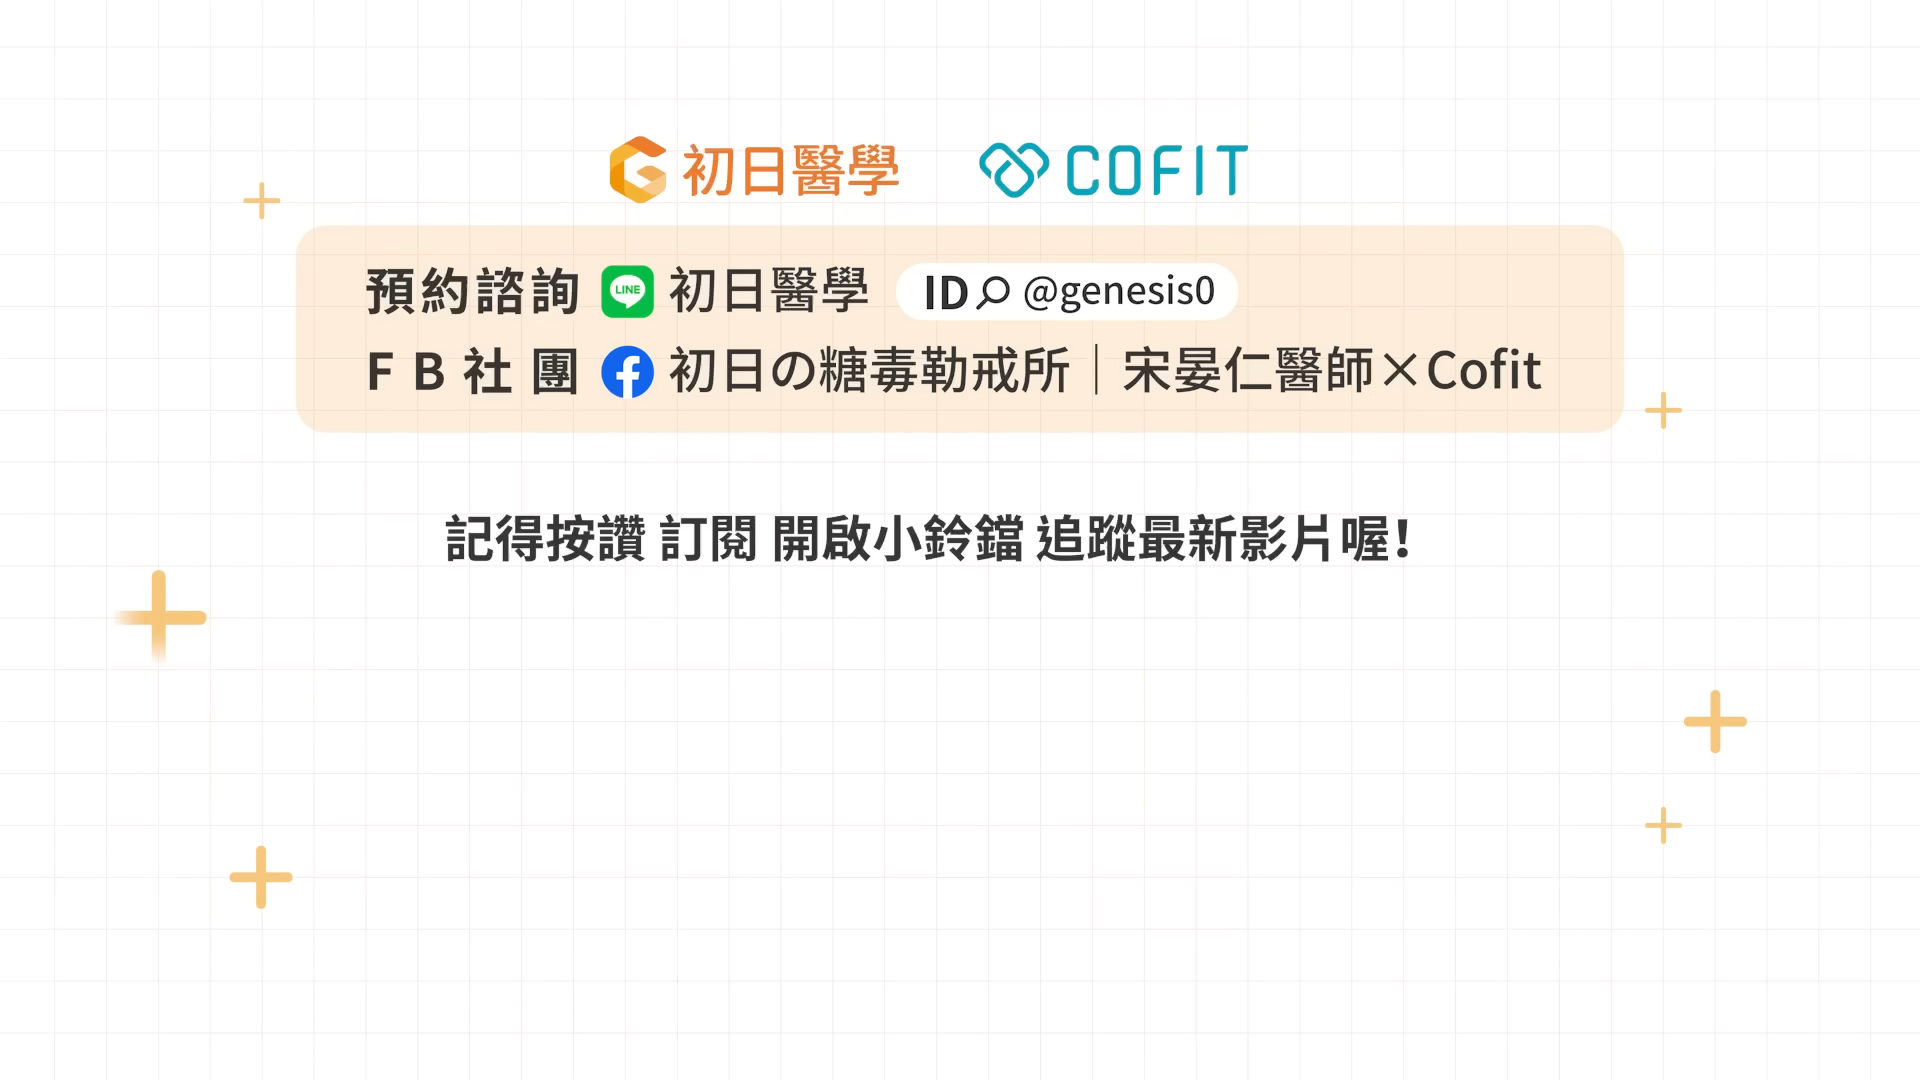 初日醫學 COFIT
預約諮詢 LINE 初日醫學 ID @genesis0
FB社團 初日の糖毒勒戒所｜宋晏仁醫師×Cofit
記得按讚 訂閱 開啟小鈴鐺 追蹤最新影片喔！